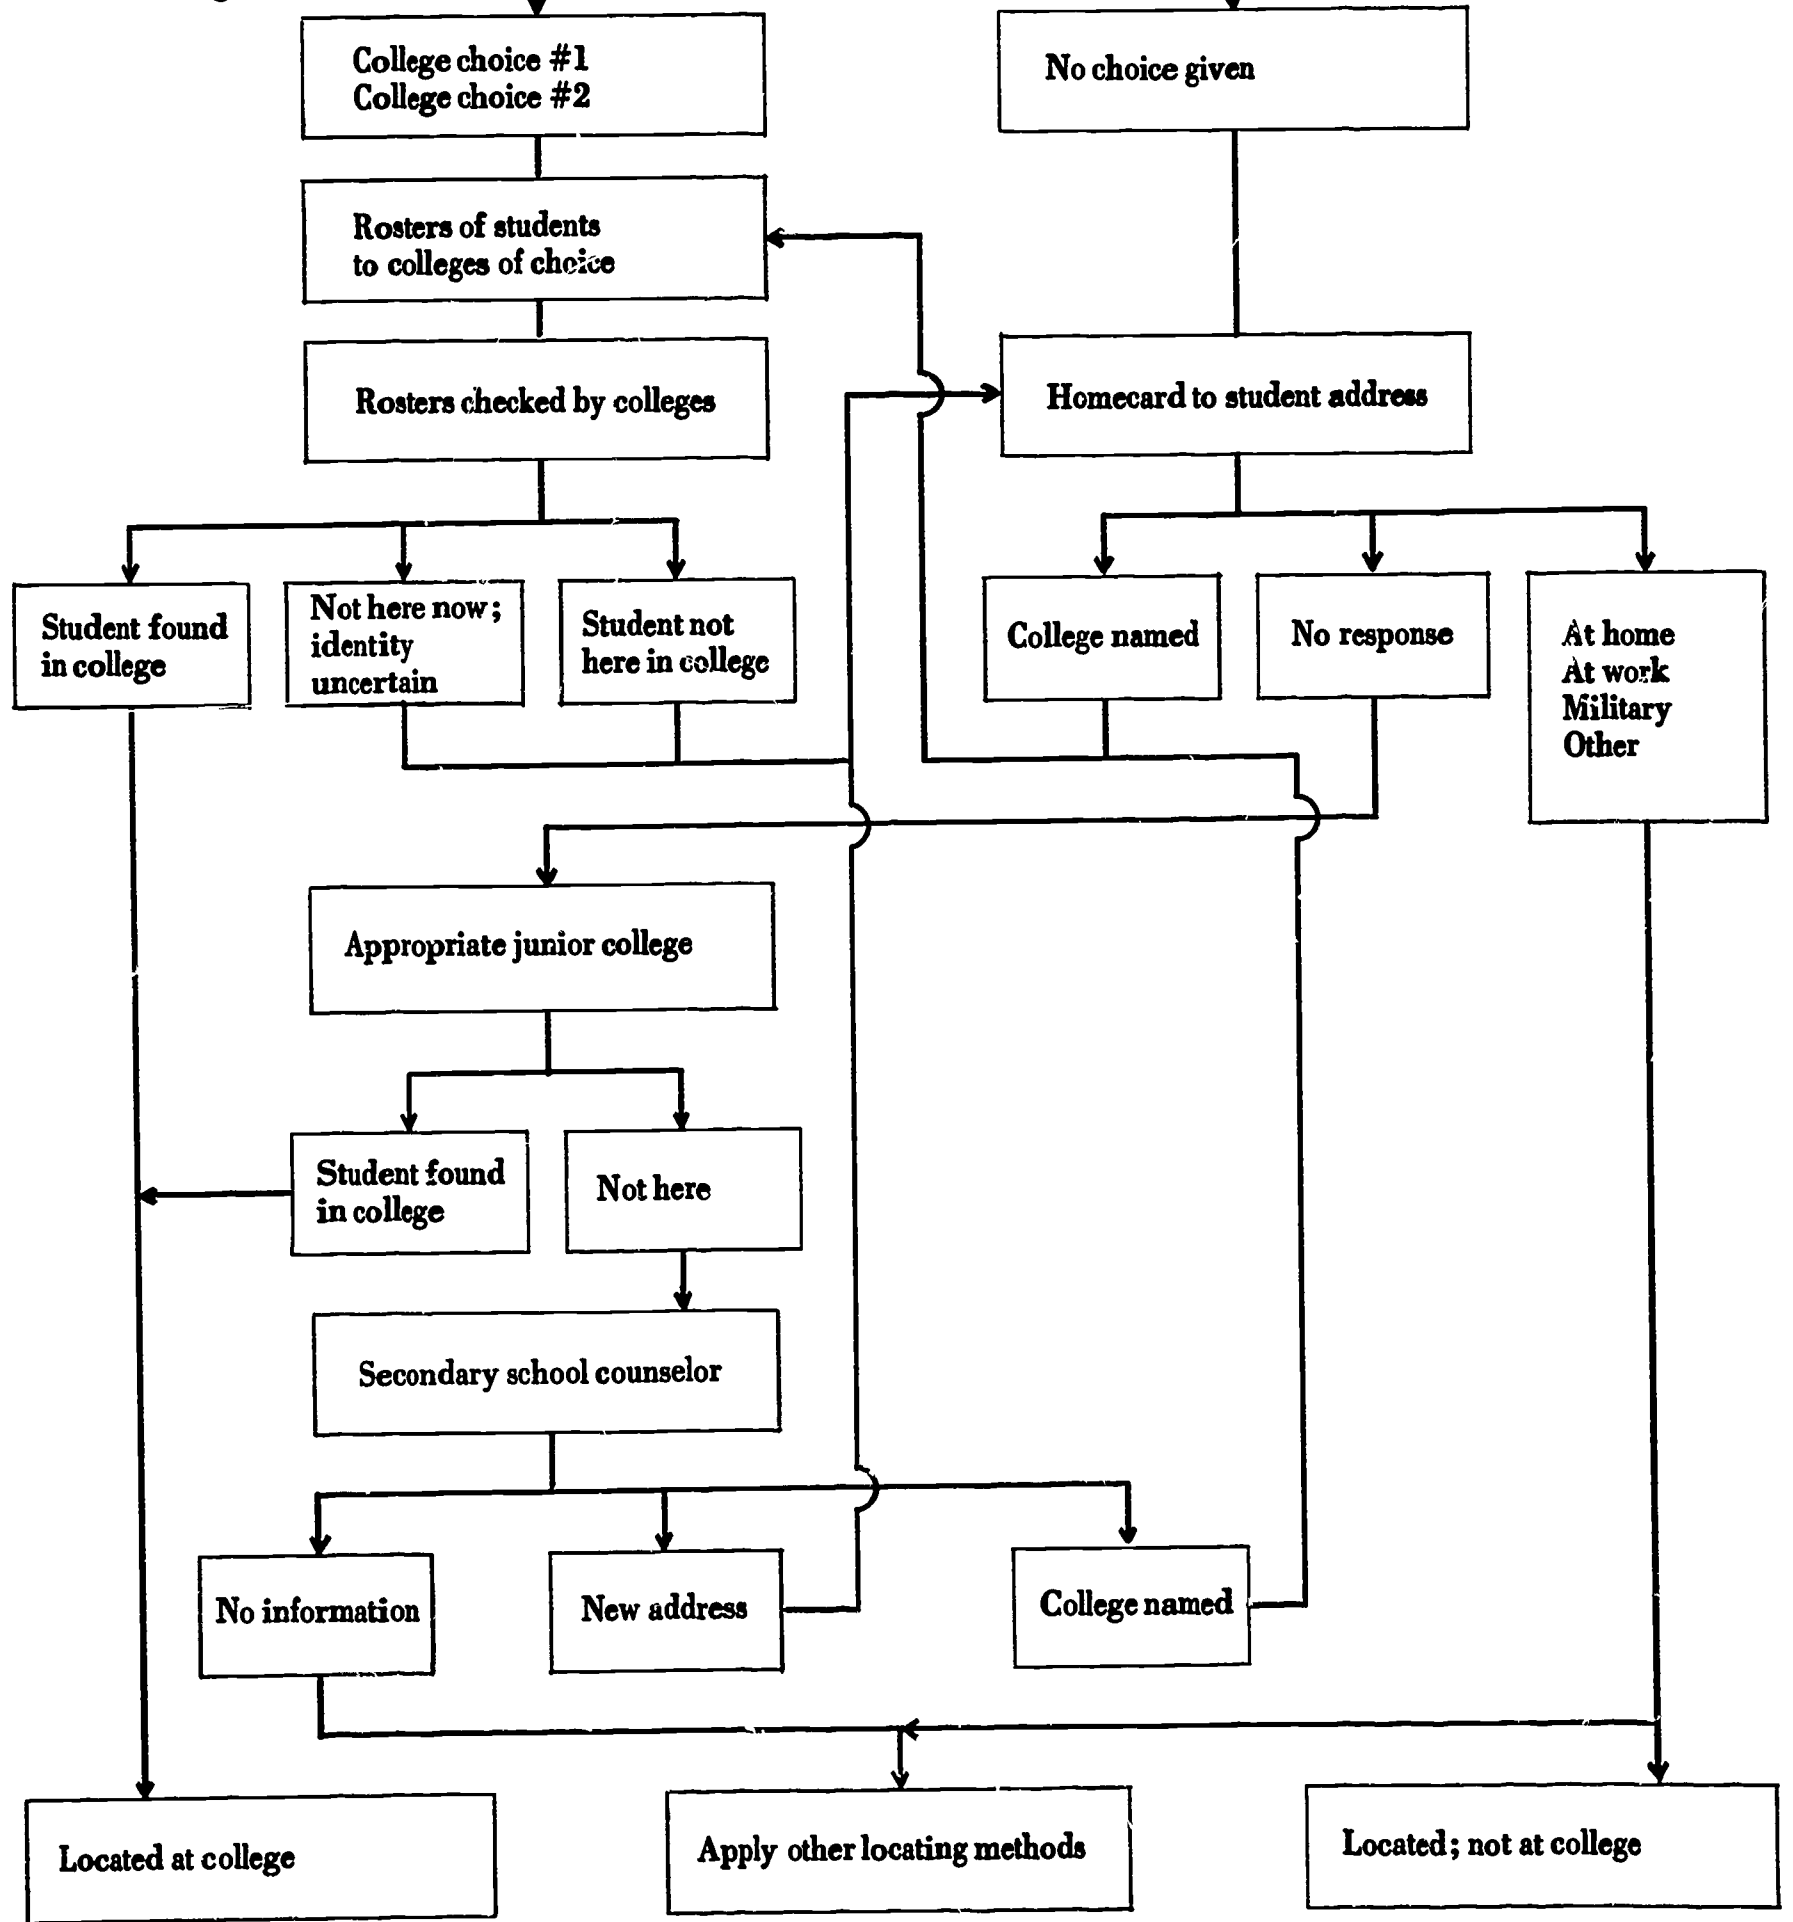 College choice #1
College choice #2
No choice given
Rosters of students
to colleges of choice
Rosters checked by colleges
Homecard to student address
Student found
in college
Not here now;
identity
uncertain
Student not
here in college
College named
No response
At home
At work
Military
Other
Appropriate junior college
Student found
in college
Not here
Secondary school counselor
No information
New address
College named
Located at college
Apply other locating methods
Located; not at college